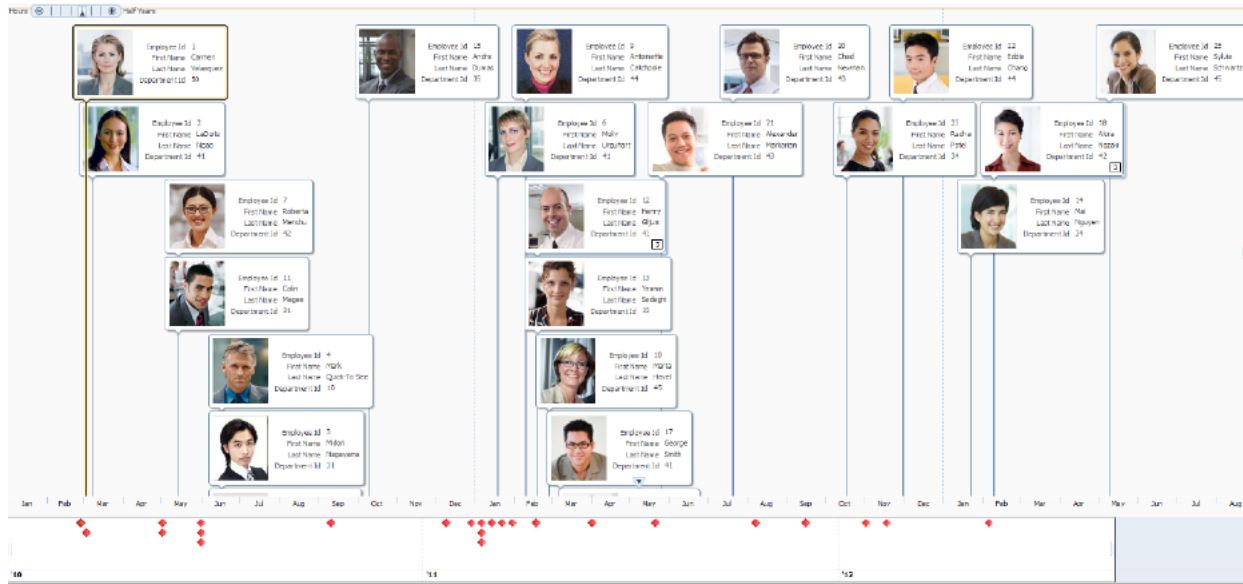 Hours
Half Years
Employee Id 1
First Name Carmen
Last Name Velasquez
Department Id 50
Employee Id 15
First Name Andre
Last Name Dumas
Department Id 35
Employee Id 9
First Name Antoinette
Last Name Catchpole
Department Id 44
Employee Id 20
First Name Chad
Last Name Newman
Department Id 43
Employee Id 22
First Name Eddie
Last Name Chang
Department Id 44
Employee Id 25
First Name Sylvie
Last Name Schwartz
Department Id 45
Employee Id 2
First Name LaDoris
Last Name Ngao
Department Id 41
Employee Id 6
First Name Molly
Last Name Urguhart
Department Id 41
Employee Id 21
First Name Alexander
Last Name Markarian
Department Id 43
Employee Id 23
First Name Radha
Last Name Patel
Department Id 34
Employee Id 18
First Name Akira
Last Name Nozaki
Department Id 42
3
Employee Id 7
First Name Roberta
Last Name Menchu
Department Id 42
Employee Id 12
First Name Henry
Last Name Giljum
Department Id 41
Employee Id 24
First Name Mai
Last Name Nguyen
Department Id 34
Employee Id 11
First Name Colin
Last Name Magee
Department Id 31
Employee Id 13
First Name Yasmin
Last Name Sedeghi
Department Id
Employee Id 4
First Name Mark
Last Name Quick-To-See
Department Id 10
Employee Id 10
First Name Marta
Last Name Havel
Department Id 45
Employee Id 3
First Name Midori
Last Name Nagayama
Department Id 31
Employee Id 17
First Name George
Last Name Smith
Department Id 41
Jan Feb Mar Apr May Jun Jul Aug Sep Oct Nov Dec Jan Feb Mar Apr May Jun Jul Aug Sep Oct Nov Dec Jan Feb Mar Apr May Jun Jul Aug
'10 '11 '12